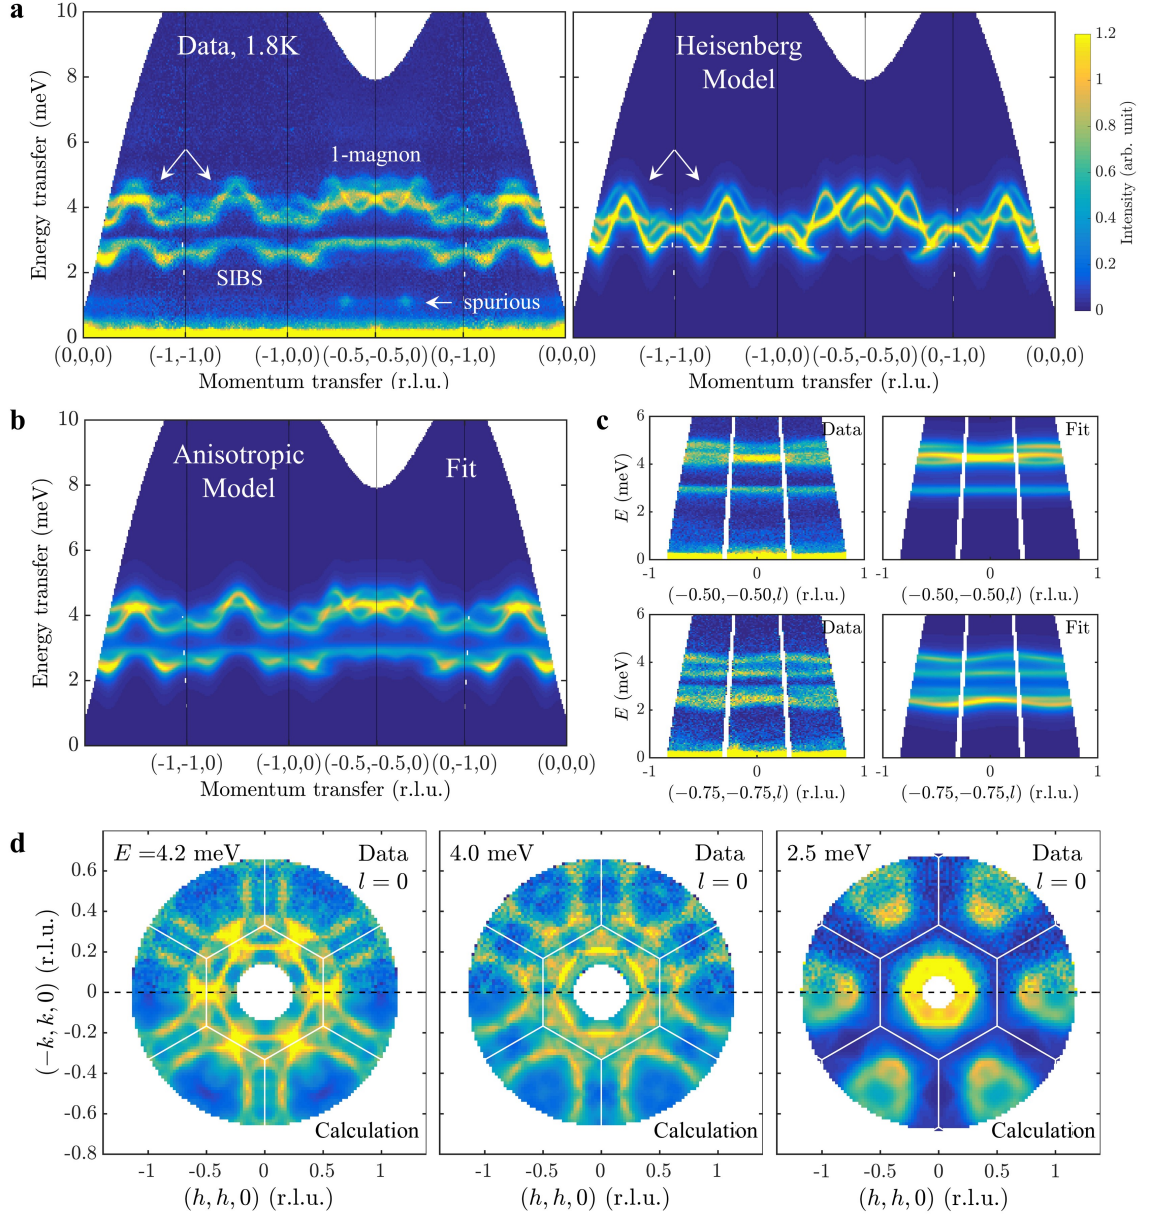 a
10
8
6
4
2
0
Energy transfer (meV)
Data, 1.8K
1-magnon
SIBS
spurious
(0,0,0)
(-1,-1,0)
(-1,0,0)
(-0.5,-0.5,0)
(0,-1,0)
(0,0,0)
Momentum transfer (r.l.u.)
Heisenberg
Model
(-1,-1,0)
(-1,0,0)
(-0.5,-0.5,0)
(0,-1,0)
(0,0,0)
Momentum transfer (r.l.u.)
1.2
1
0.8
0.6
0.4
0.2
0
Intensity (arb. unit)
b
10
8
6
4
2
0
Energy transfer (meV)
Anisotropic
Model
Fit
(-1,-1,0)
(-1,0,0)
(-0.5,-0.5,0)
(0,-1,0)
(0,0,0)
Momentum transfer (r.l.u.)
c
6
4
2
0
E (meV)
Data
-1
0
1
(−0.50,−0.50,l) (r.l.u.)
Fit
-1
0
1
(−0.50,−0.50,l) (r.l.u.)
6
4
2
0
E (meV)
Data
-1
0
1
(−0.75,−0.75,l) (r.l.u.)
Fit
-1
0
1
(−0.75,−0.75,l) (r.l.u.)
d
0.6
0.4
0.2
0
-0.2
-0.4
-0.6
-0.8
(−k, k, 0) (r.l.u.)
E =4.2 meV
Data
l = 0
Calculation
-1
-0.5
0
0.5
1
(h, h, 0) (r.l.u.)
4.0 meV
Data
l = 0
Calculation
-1
-0.5
0
0.5
1
(h, h, 0) (r.l.u.)
2.5 meV
Data
l = 0
Calculation
-1
-0.5
0
0.5
1
(h, h, 0) (r.l.u.)